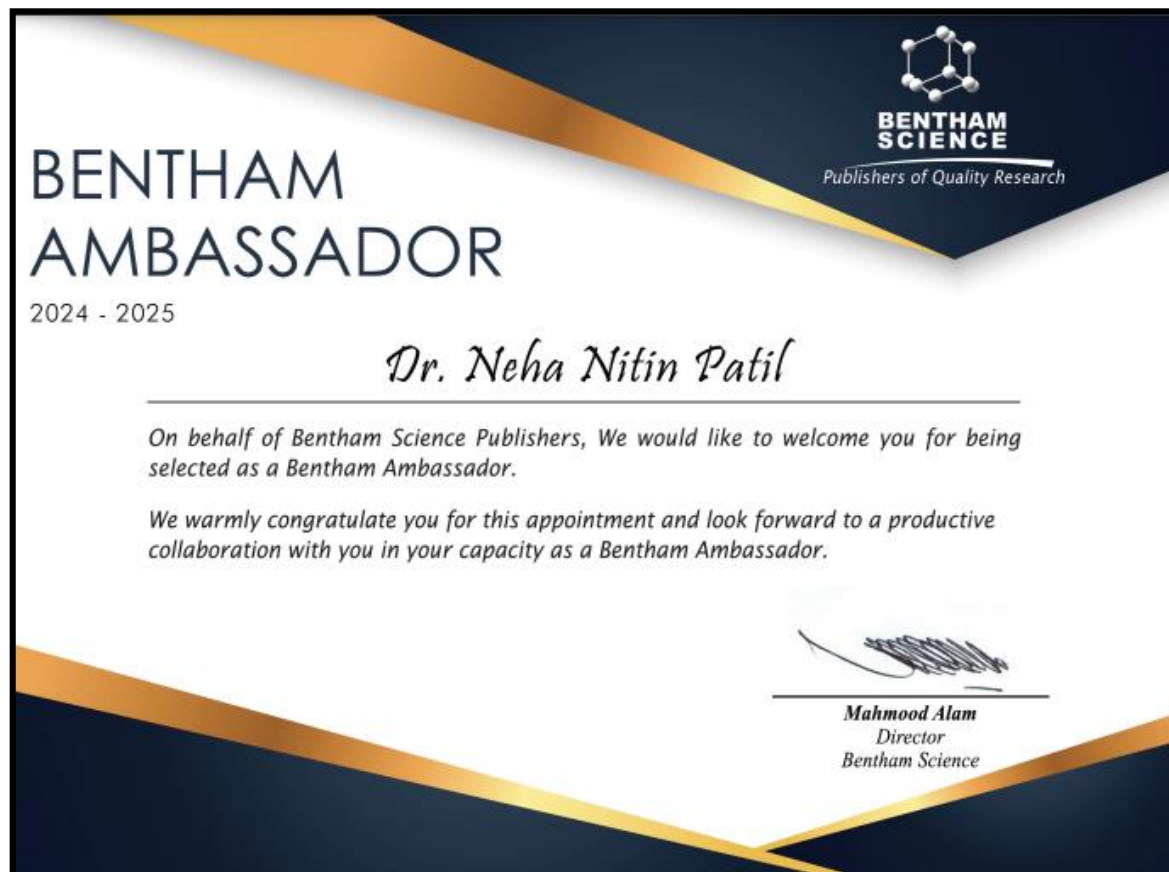 BENTHAM
SCIENCE
Publishers of Quality Research
BENTHAM
AMBASSADOR
2024 - 2025
Dr. Neha Nitin Patil
On behalf of Bentham Science Publishers, We would like to welcome you for being
selected as a Bentham Ambassador.
We warmly congratulate you for this appointment and look forward to a productive
collaboration with you in your capacity as a Bentham Ambassador.
Mahmood Alam
Director
Bentham Science